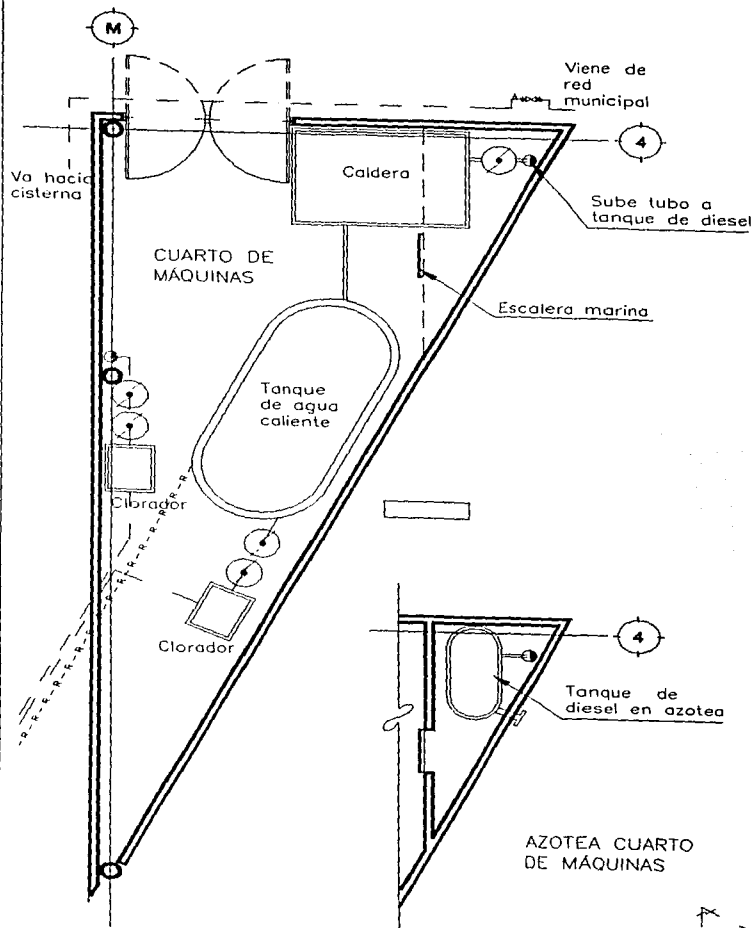 M
Viene de
red
municipal
4
Va hacia
cisterna
Caldera
Sube tubo a
tanque de diesel
CUARTO DE
MÁQUINAS
Escalera marina
Tanque
de agua
caliente
Clorador
R-R-R-R-R-R-R-R-R-R-R-R-R
Clorador
4
Tanque de
diesel en azotea
AZOTEA CUARTO
DE MÁQUINAS